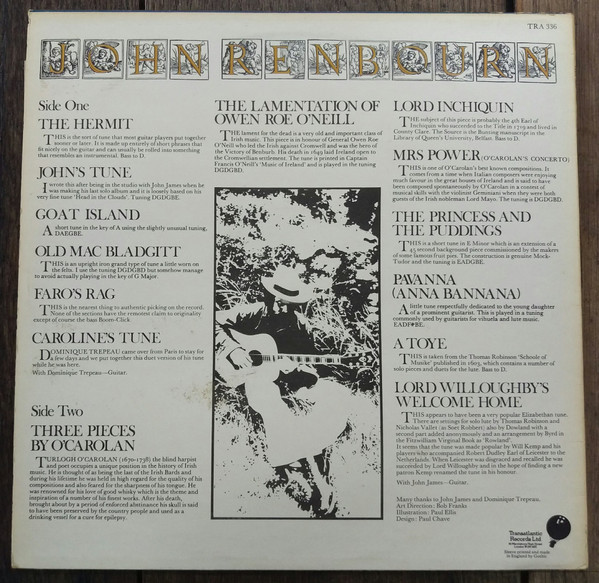 TRA 336
JOHN RENBOURN
Side One
THE HERMIT
THIS is the sort of tune that most guitar players put together
sooner or later. It is made up entirely of short phrases that
fit nicely on the guitar and can usually be coiled into something
that resembles an instrumental. Bass to D.
JOHN'S TUNE
I wrote this after being in the studio with John James when he
was making his last solo album and it is loosely based on his
very fine tune 'Head in the Clouds'. Tuning DGDGBE.
GOAT ISLAND
A short tune in the key of A using the slightly unusual tuning,
DAEGBE.
OLD MAC BLADGITT
THIS is an upright iron grand type of tune a little worn on
the felts. I use the tuning DGDGBD but somehow manage
to avoid actually playing in the key of G Major.
FARO'S RAG
THIS is the nearest thing to authentic picking on the record.
None of the sections have the remotest claim to originality
except of course the bass Boom-Click.
CAROLINE'S TUNE
DOMINIQUE TREPEAU came over from Paris to stay for
a few days and we put together this duet version of his tune
while he was here.
With Dominique Trepeau—Guitar.
Side Two
THREE PIECES
BY O'CAROLAN
TURLOGH O'CAROLAN (1670-1738) the blind harpist
and poet occupies a unique position in the history of Irish
music. He is thought of as being the last of the Irish Bards and
during his lifetime he was held in high regard for the quality of his
compositions and also feared for the sharpness of his tongue. He
was renowned for his love of good whisky which is the theme and
inspiration of a number of his finest works. After his death,
brought about by a period of enforced abstinance his skull is said
to have been preserved by the country people and used as a
drinking vessel for a cure for epilepsy.
THE LAMENTATION OF
OWEN ROE O'NEILL
THE lament for the dead is a very old and important class of
Irish music. This piece is in honour of General Owen Roe
O'Neill who led the Irish against Cromwell and was the hero of
the Victory of Benburb. His death in 1649 laid Ireland open to
the Cromwellian settlement. The tune is printed in Captain
Francis O'Neill's 'Music of Ireland' and is played in the tuning
DGDGBD.
LORD INCHIQUIN
THE subject of this piece is probably the 4th Earl of
Inchiquin who succeeded to the Title in 1719 and lived in
County Clare. The Source is the Bunting manuscript in the
Library of Queen's University, Belfast. Bass to D.
MRS POWER (O'CAROLAN'S CONCERTO)
THIS is one of O'Carolan's best known compositions. It
comes from a time when Italian composers were enjoying
much favour in the great houses of Ireland and is said to have
been composed spontaneously by O'Carolan in a contest of
musical skills with the violinist Geminiani when they were both
guests of the Irish nobleman Lord Mayo. The tuning is DGDGBD.
THE PRINCESS AND
THE PUDDINGS
THIS is a short tune in E Minor which is an extension of a
45 second background piece commissioned by the makers
of some famous fruit pies. The construction is genuine Mock-
Tudor and the tuning is EADGBE.
PAVANNA
(ANNA BANNANA)
A little tune respectfully dedicated to the young daughter
of a prominent guitarist. This is played in a tuning
commonly used by guitarists for vihuela and lute music.
EADF#BE.
A TOYE
THIS is taken from the Thomas Robinson 'Schoole of
Musike' published in 1603, which contains a number of
solo pieces and duets for the lute. Bass to D.
LORD WILLOUGHBY'S
WELCOME HOME
THIS appears to have been a very popular Elizabethan tune.
There are settings for solo lute by Thomas Robinson and
Nicholas Vallet (as Soet Robbert) also by Dowland with a
second part added anonymously and an arrangement by Byrd in
the Fitzwilliam Virginal Book as 'Rowland'.
It seems that the tune was made popular by Will Kemp and his
players who accompanied Robert Dudley Earl of Leicester to the
Netherlands. When Leicester was disgraced and recalled he was
succeeded by Lord Willoughby and in the hope of finding a new
patron Kemp renamed the tune in his honour.
With John James—Guitar.
Many thanks to John James and Dominique Trepeau.
Art Direction: Bob Franks
Illustration: Paul Ellis
Design: Paul Chave
Transatlantic
Records Ltd